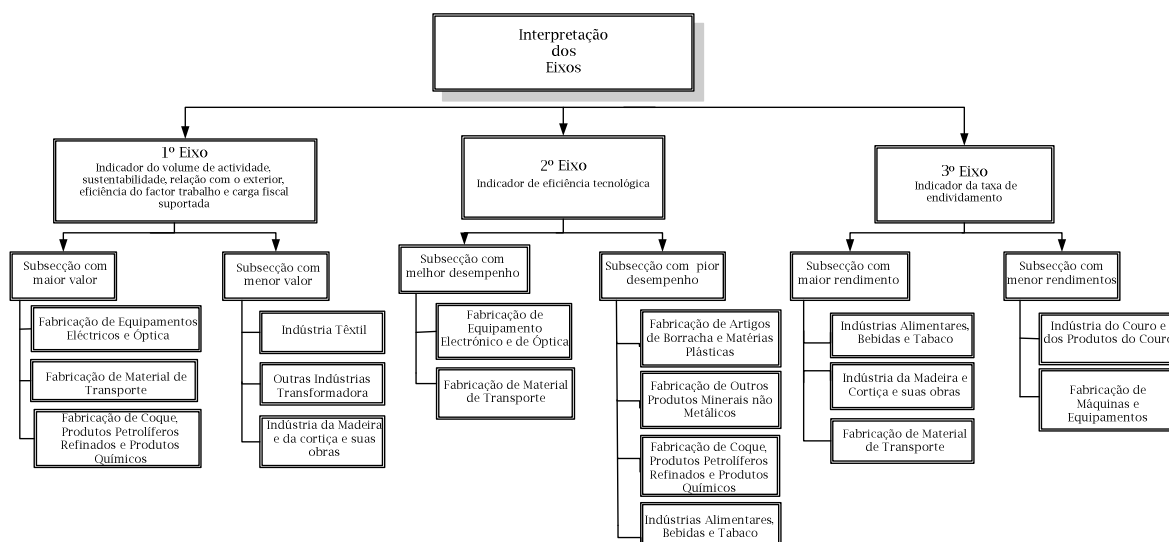 Interpretação
dos
Eixos
1º Eixo
Indicador do volume de actividade,
sustentabilidade, relação com o exterior,
eficiência do factor trabalho e carga fiscal
suportada
Subsecção com
maior valor
Fabricação de Equipamentos
Eléctricos e Óptica
Fabricação de Material de
Transporte
Fabricação de Coque,
Produtos Petrolíferos
Refinados e Produtos
Químicos
Subsecção com
menor valor
Indústria Têxtil
Outras Indústrias
Transformadora
Indústria da Madeira
e da cortiça e suas
obras
2º Eixo
Indicador de eficiência tecnológica
Subsecção com
melhor desempenho
Fabricação de
Equipamento
Electrónico e de Óptica
Fabricação de Material
de Transporte
Subsecção com pior
desempenho
Fabricação de Artigos
de Borracha e Matérias
Plásticas
Fabricação de Outros
Produtos Minerais não
Metálicos
Fabricação de Coque,
Produtos Petrolíferos
Refinados e Produtos
Químicos
Indústrias Alimentares,
Bebidas e Tabaco
3º Eixo
Indicador da taxa de
endividamento
Subsecção com
maior rendimento
Indústrias Alimentares,
Bebidas e Tabaco
Indústria da Madeira e
Cortiça e suas obras
Fabricação de Material
de Transporte
Subsecção com
menor rendimentos
Indústria do Couro e
dos Produtos do Couro
Fabricação de
Máquinas e
Equipamentos